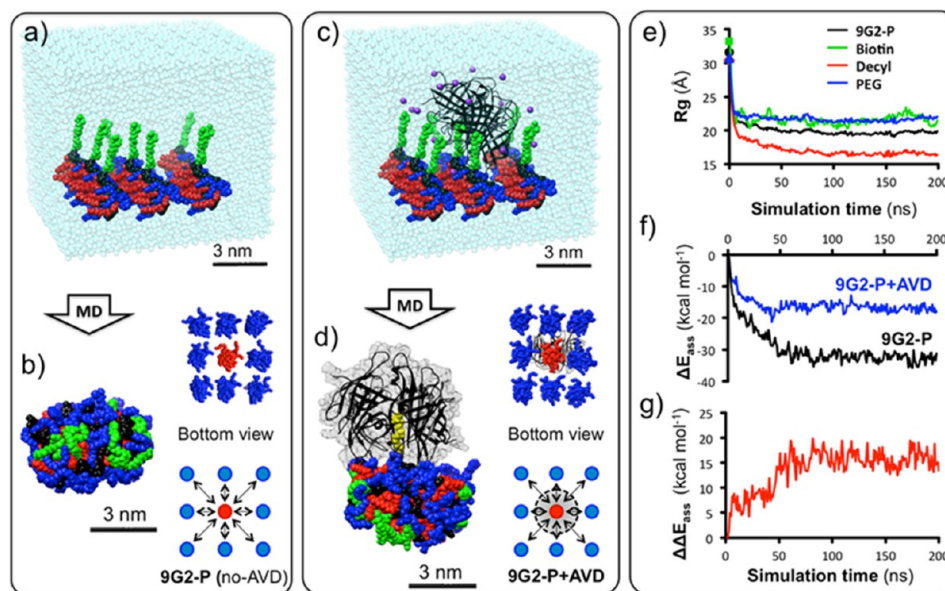 a)
3 nm
MD
b)
3 nm
Bottom view
9G2-P (no-AVD)
c)
3 nm
MD
d)
3 nm
Bottom view
9G2-P+AVD
e)
9G2-P
Biotin
Decyl
PEG
35
30
25
20
15
Rg (Å)
0 50 100 150 200
Simulation time (ns)
f)
0 50 100 150 200
0
-10
-20
-30
-40
ΔEass (kcal mol-1)
9G2-P+AVD
9G2-P
g)
25
20
15
10
5
0
ΔΔEass (kcal mol-1)
0 50 100 150 200
Simulation time (ns)